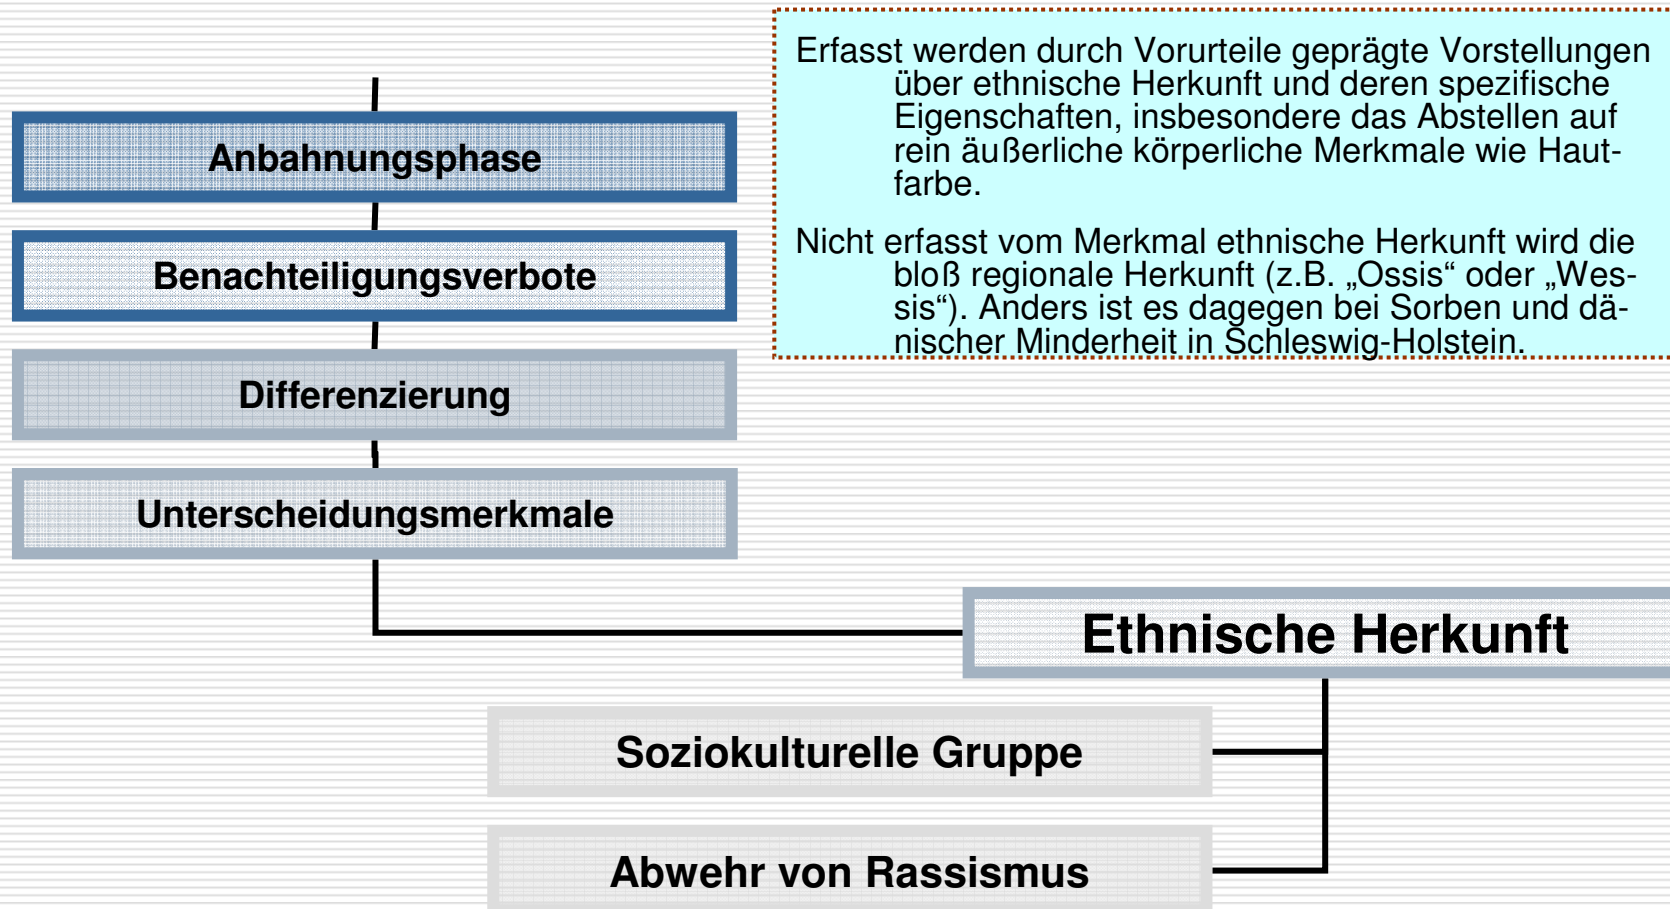 Erfasst werden durch Vorurteile geprägte Vorstellungen
über ethnische Herkunft und deren spezifische
Eigenschaften, insbesondere das Abstellen auf
rein äußerliche körperliche Merkmale wie Haut-
farbe.
Nicht erfasst vom Merkmal ethnische Herkunft wird die
bloß regionale Herkunft (z.B. „Ossis“ oder „Wes-
sis“). Anders ist es dagegen bei Sorben und dä-
nischer Minderheit in Schleswig-Holstein.
Anbahnungsphase
Benachteiligungsverbote
Differenzierung
Unterscheidungsmerkmale
Ethnische Herkunft
Soziokulturelle Gruppe
Abwehr von Rassismus